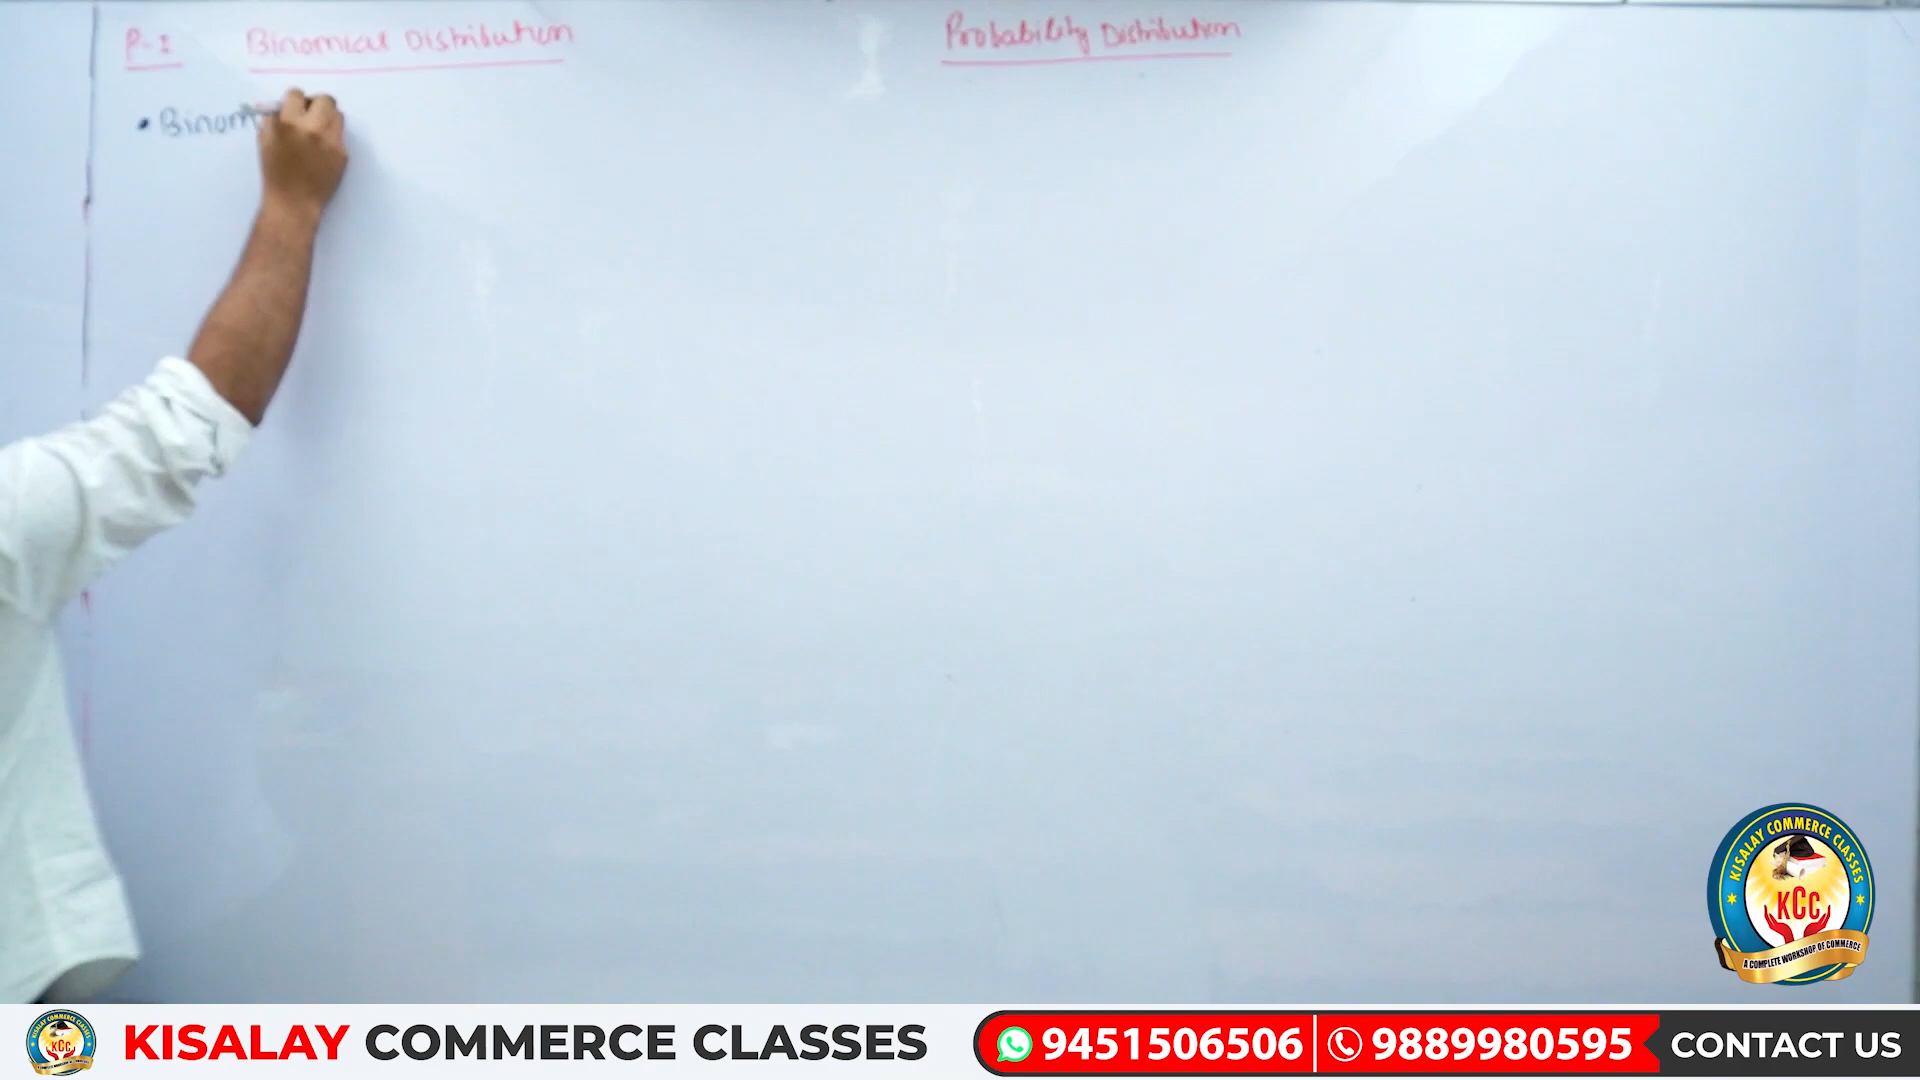 P-I Binomial Distribution Probability Distribution
• Binom
KISALAY COMMERCE CLASSES
KCC
A COMPLETE WORKSHOP OF COMMERCE
KISALAY COMMERCE CLASSES 9451506506 9889980595 CONTACT US